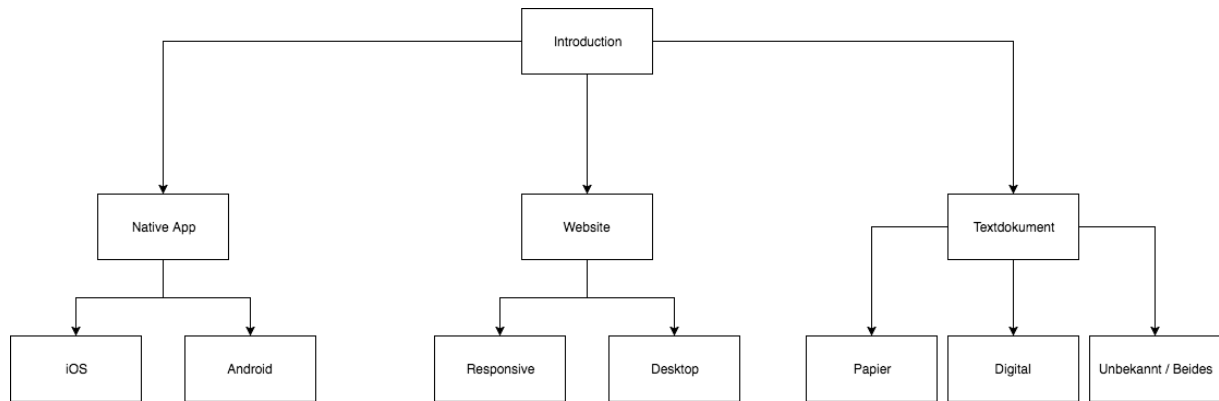 Introduction
Native App
Website
Textdokument
iOS
Android
Responsive
Desktop
Papier
Digital
Unbekannt / Beides